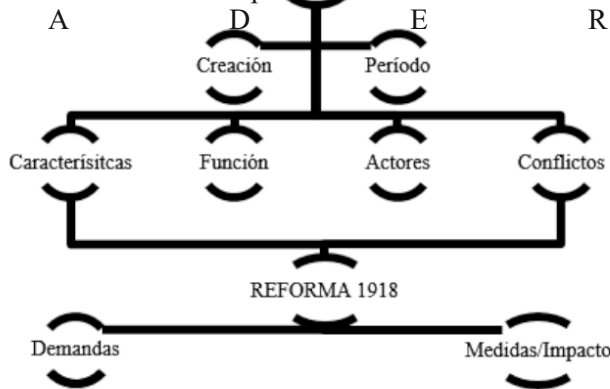 A D E R
Creación Período
Caracterísitcas Función Actores Conflictos
REFORMA 1918
Demandas Medidas/Impacto